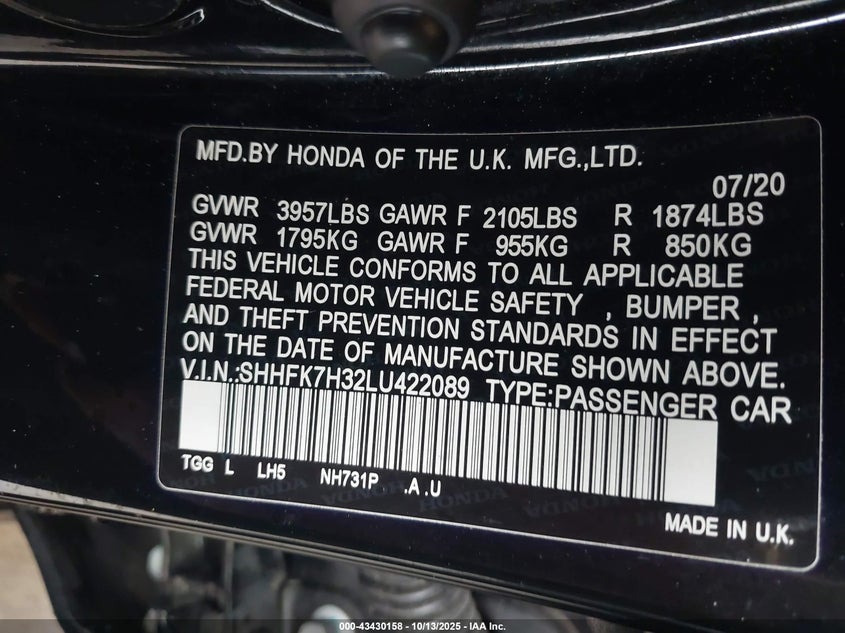 MFD.BY HONDA OF THE U.K. MFG.,LTD.
07/20
GVWR 3957LBS GAWR F 2105LBS R 1874LBS
GVWR 1795KG GAWR F 955KG R 850KG
THIS VEHICLE CONFORMS TO ALL APPLICABLE
FEDERAL MOTOR VEHICLE SAFETY , BUMPER ,
AND THEFT PREVENTION STANDARDS IN EFFECT
ON THE DATE OF MANUFACTURE SHOWN ABOVE.
V.I.N.:SHHFK7H32LU422089 TYPE:PASSENGER CAR
TGG L LH5 NH731P .A .U
MADE IN U.K.
000-43430158 - 10/13/2025 - IAA Inc.